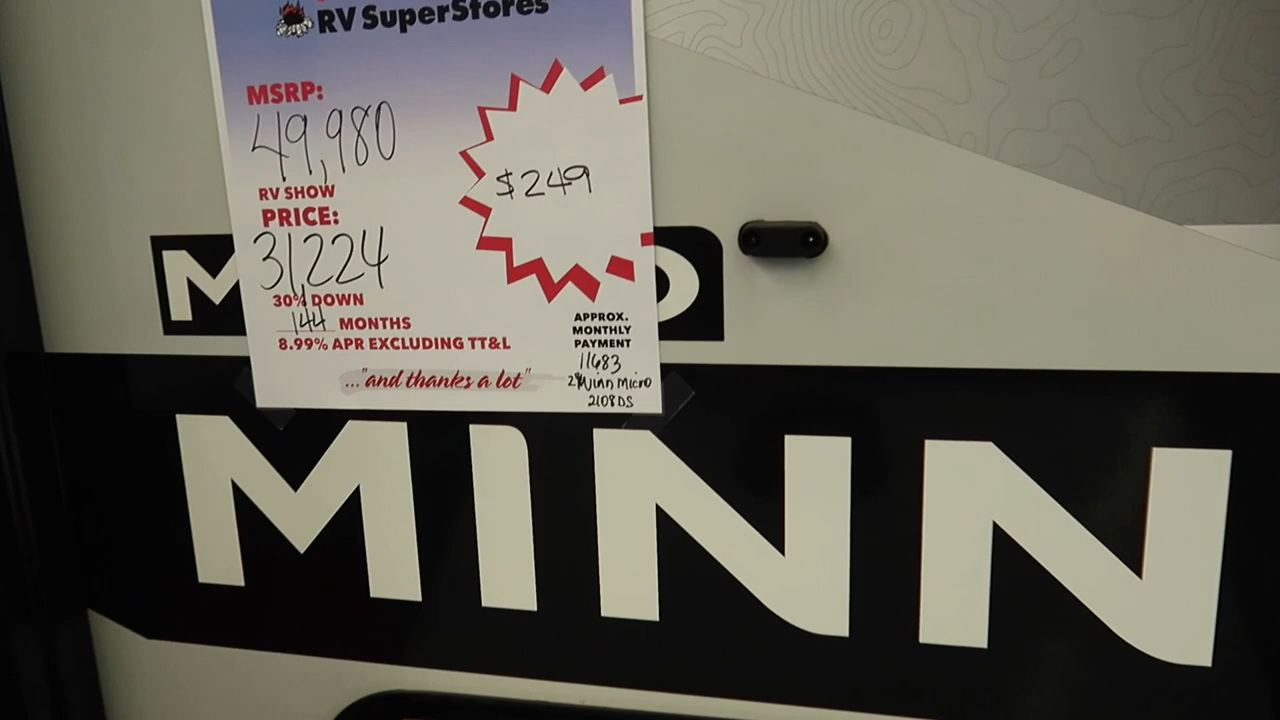 RV SuperStores
MSRP:
49,980
$249
RV SHOW
PRICE:
31,224
30% DOWN
144 MONTHS
8.99% APR EXCLUDING TT&L
APPROX.
MONTHLY
PAYMENT
11683
Winn Micro
2108DS
..."and thanks a lot"
MINN